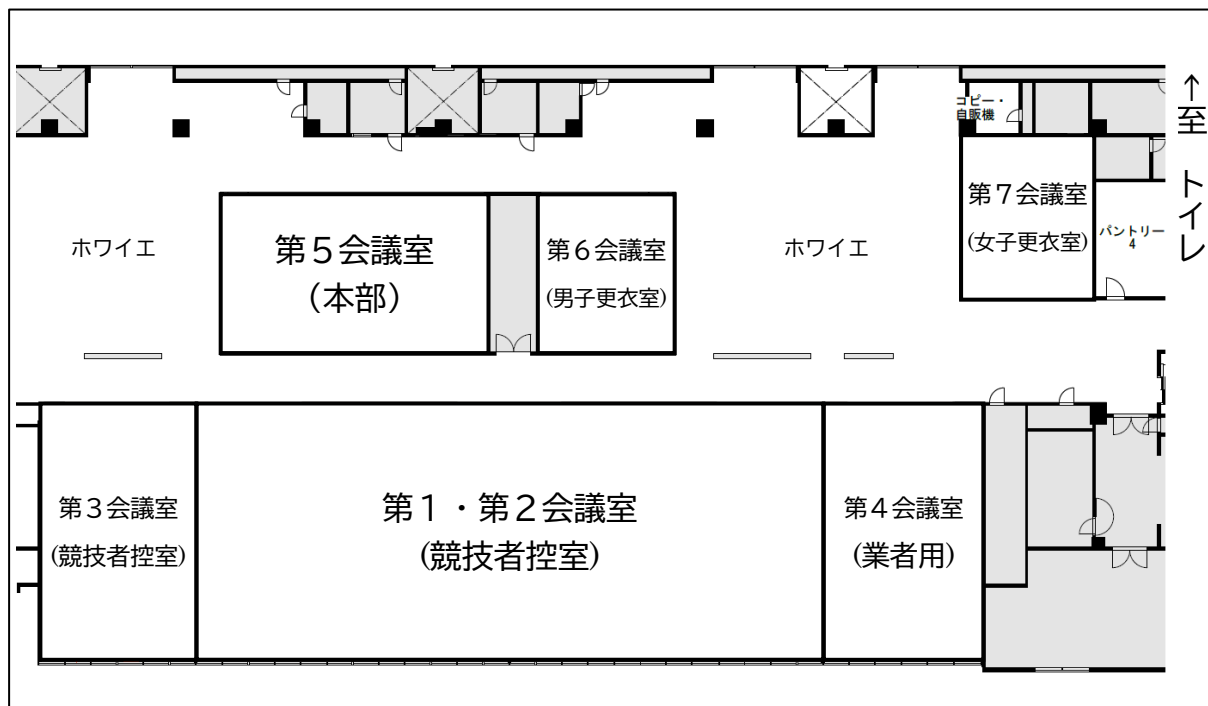 コピー・
自販機
↑至 トイレ
第７会議室
(女子更衣室)
パントリー
4
ホワイエ
第５会議室
（本部）
第６会議室
(男子更衣室)
ホワイエ
第３会議室
(競技者控室)
第１・第２会議室
(競技者控室)
第４会議室
(業者用)